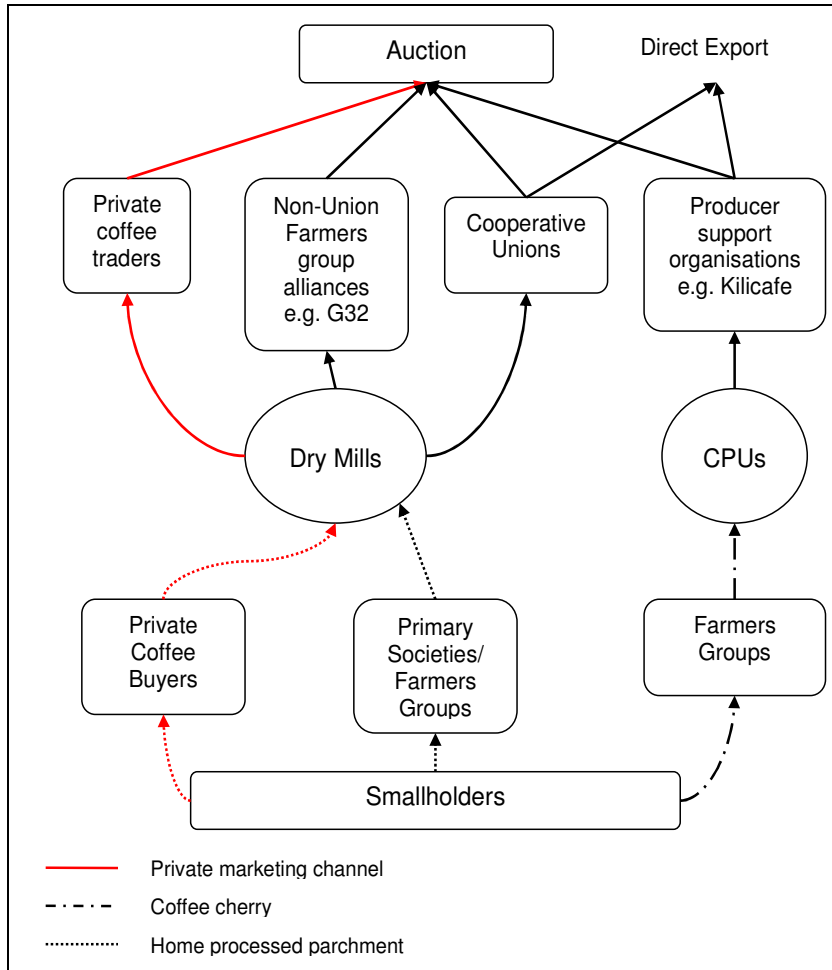 Auction
Direct Export
Private
coffee
traders
Non-Union
Farmers
group
alliances
e.g. G32
Cooperative
Unions
Producer
support
organisations
e.g. Kilicafe
Dry Mills
CPUs
Private
Coffee
Buyers
Primary
Societies/
Farmers
Groups
Farmers
Groups
Smallholders
Private marketing channel
Coffee cherry
Home processed parchment